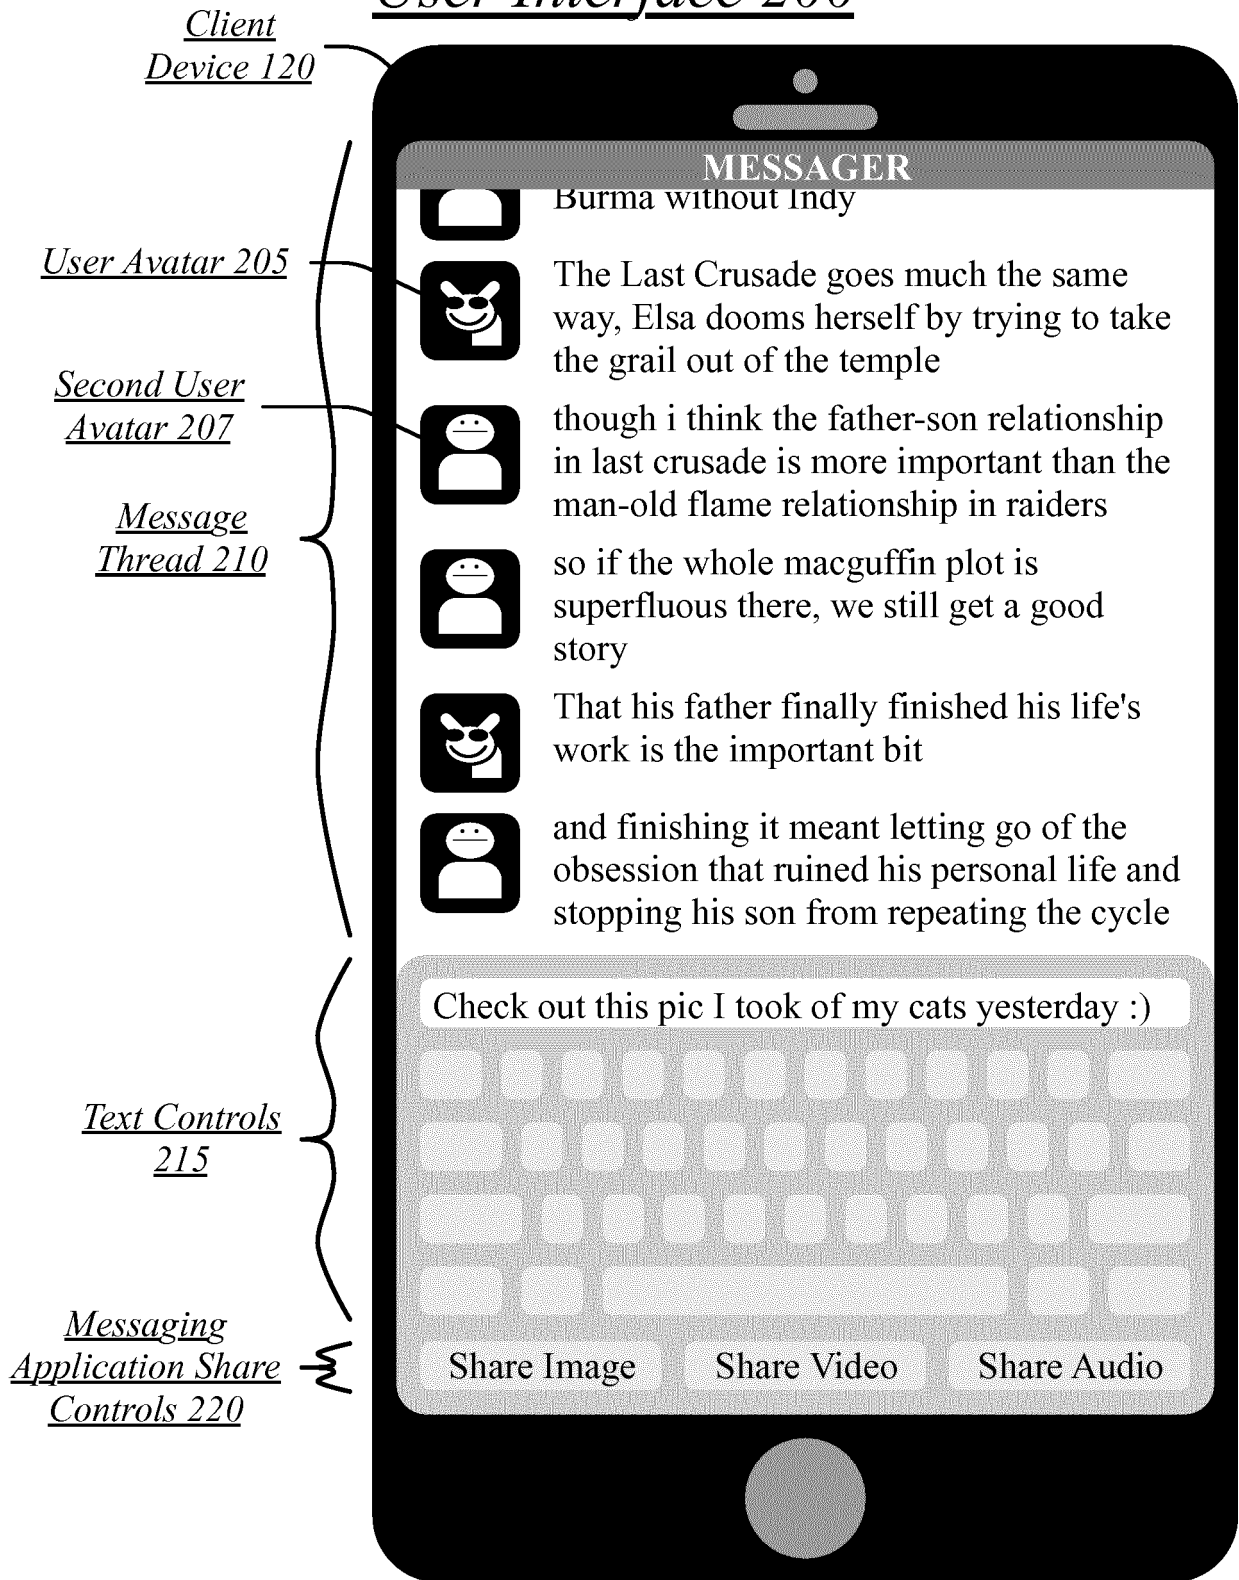 User Interface 200
Client
Device 120
MESSAGER
Burma without Indy
User Avatar 205
The Last Crusade goes much the same
way, Elsa dooms herself by trying to take
the grail out of the temple
Second User
Avatar 207
though i think the father-son relationship
in last crusade is more important than the
man-old flame relationship in raiders
Message
Thread 210
so if the whole macguffin plot is
superfluous there, we still get a good
story
That his father finally finished his life's
work is the important bit
and finishing it meant letting go of the
obsession that ruined his personal life and
stopping his son from repeating the cycle
Check out this pic I took of my cats yesterday :)
Text Controls
215
Messaging
Application Share
Controls 220
Share Image
Share Video
Share Audio